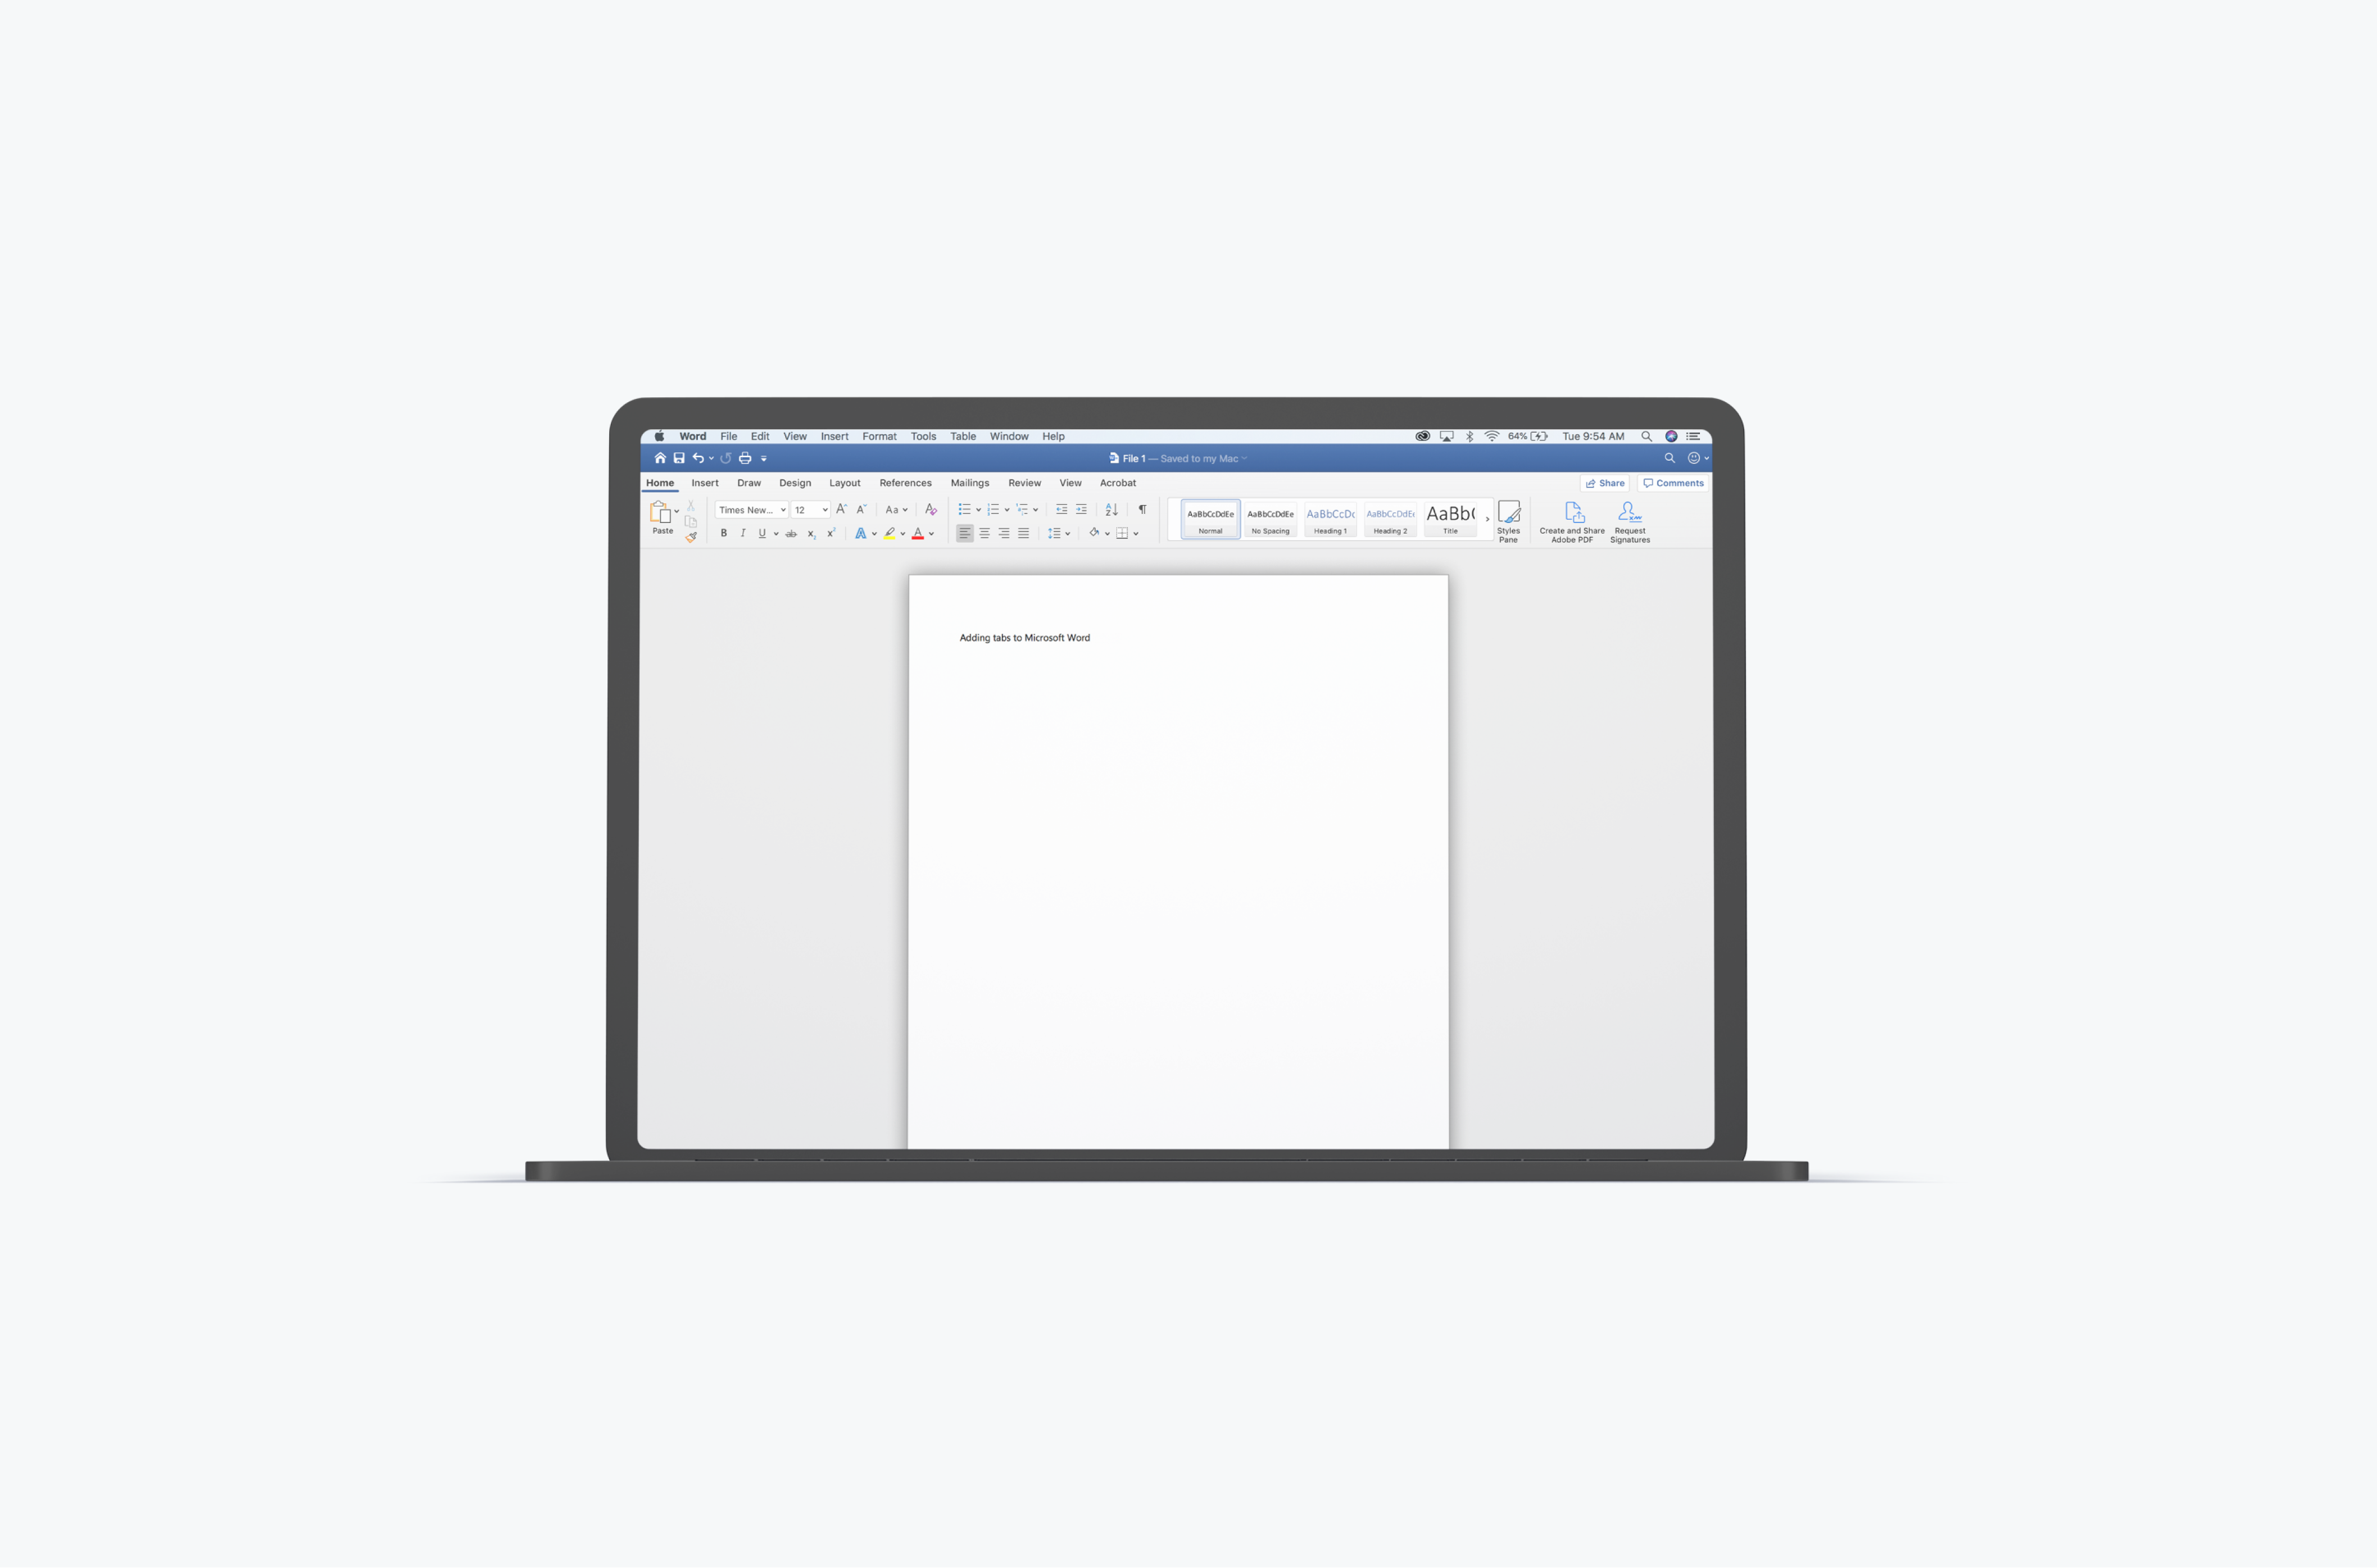 Word File Edit View Insert Format Tools Table Window Help 64% Tue 9:54 AM
File 1 — Saved to my Mac
Home Insert Draw Design Layout References Mailings Review View Acrobat Share Comments
Paste
Times New... 12 Aa
B I U ab x₂ x² A A
AaBbCcDdEe AaBbCcDdEe AaBbCcDc AaBbCcDdEe AaBb(
Normal No Spacing Heading 1 Heading 2 Title
Styles
Pane
Create and Share
Adobe PDF
Request
Signatures
Adding tabs to Microsoft Word